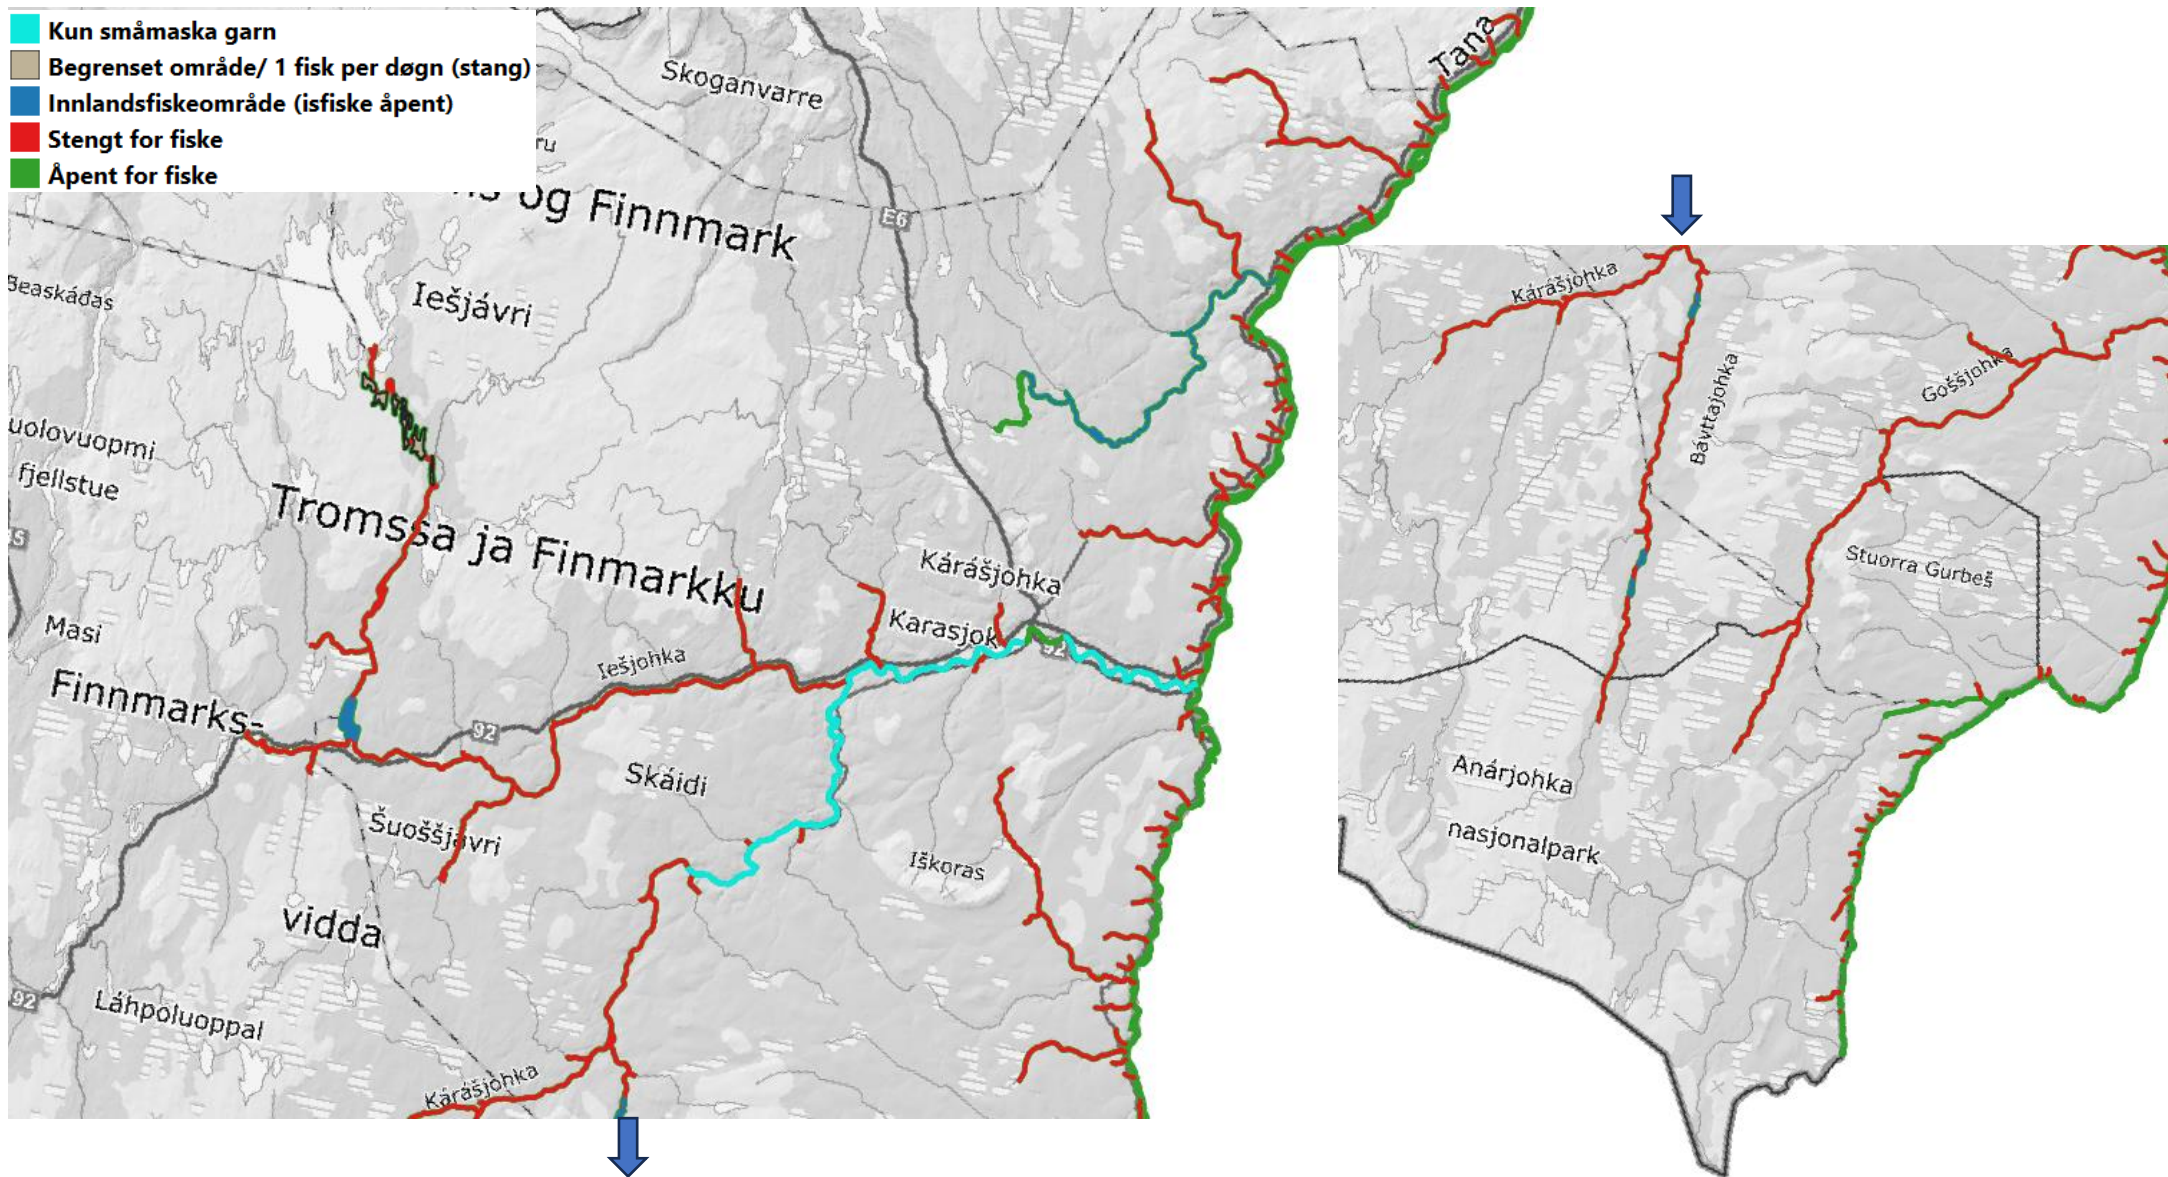 Kun småmaska garn
Begrenset område/ 1 fisk per døgn (stang)
Innlandsfiskeområde (isfiske åpent)
Stengt for fiske
Åpent for fiske
Skoganvarre
Tana
og Finnmark
E6
Iešjávri
Beaskádas
uolovuopmi
fjellstue
Tromssa ja Finmarkku
Masi
Kárášjohka
Karasjok
92
Iešjohka
Finnmarks-
92
Skáidi
Šuoššjávri
Iškoras
vidda
92
Láhpoluoppal
Kárášjohka
Kárášjohka
Bávttajohka
Goššjohka
Stuorra Gurbeš
Anárjohka
nasjonalpark